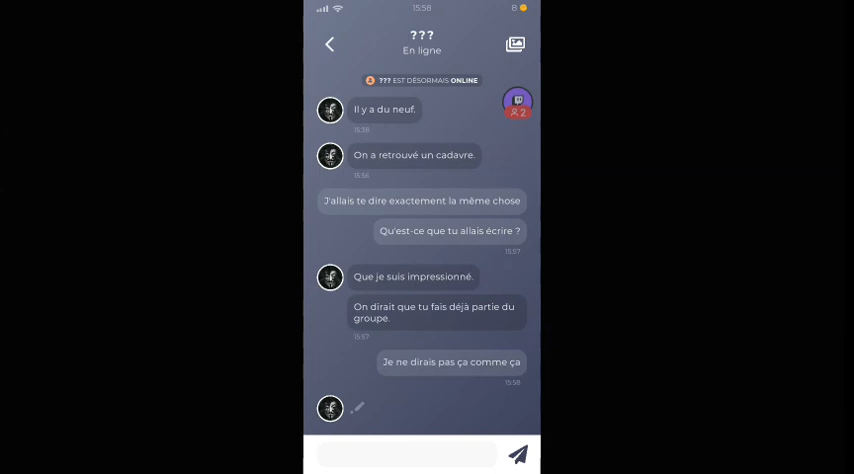 15:58
8
???
En ligne
??? EST DÉSORMAIS ONLINE
Il y a du neuf.
2
15:36
On a retrouvé un cadavre.
15:56
J'allais te dire exactement la même chose
Qu'est-ce que tu allais écrire ?
15:57
Que je suis impressionné.
On dirait que tu fais déjà partie du
groupe.
15:57
Je ne dirais pas ça comme ça
15:58